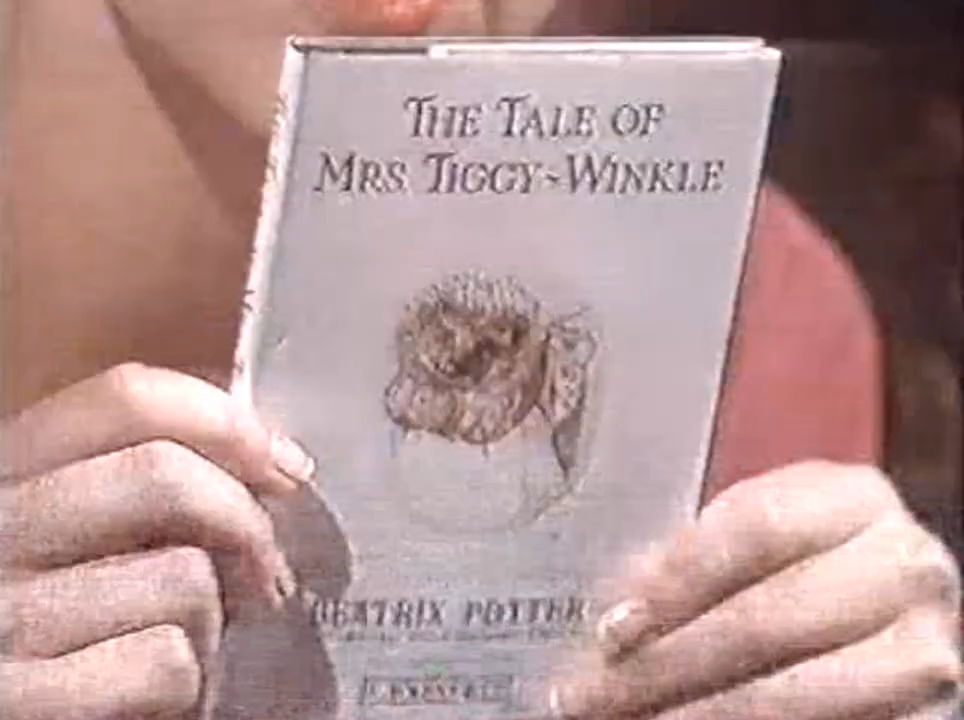 THE TALE OF
MRS. TIGGY-WINKLE
BEATRIX POTTER